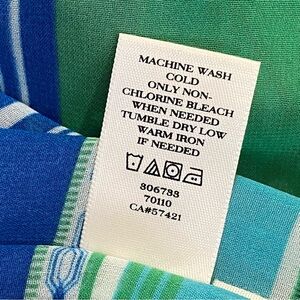 MACHINE WASH
COLD
ONLY NON-
CHLORINE BLEACH
WHEN NEEDED
TUMBLE DRY LOW
WARM IRON
IF NEEDED
306733
70110
CA#57421